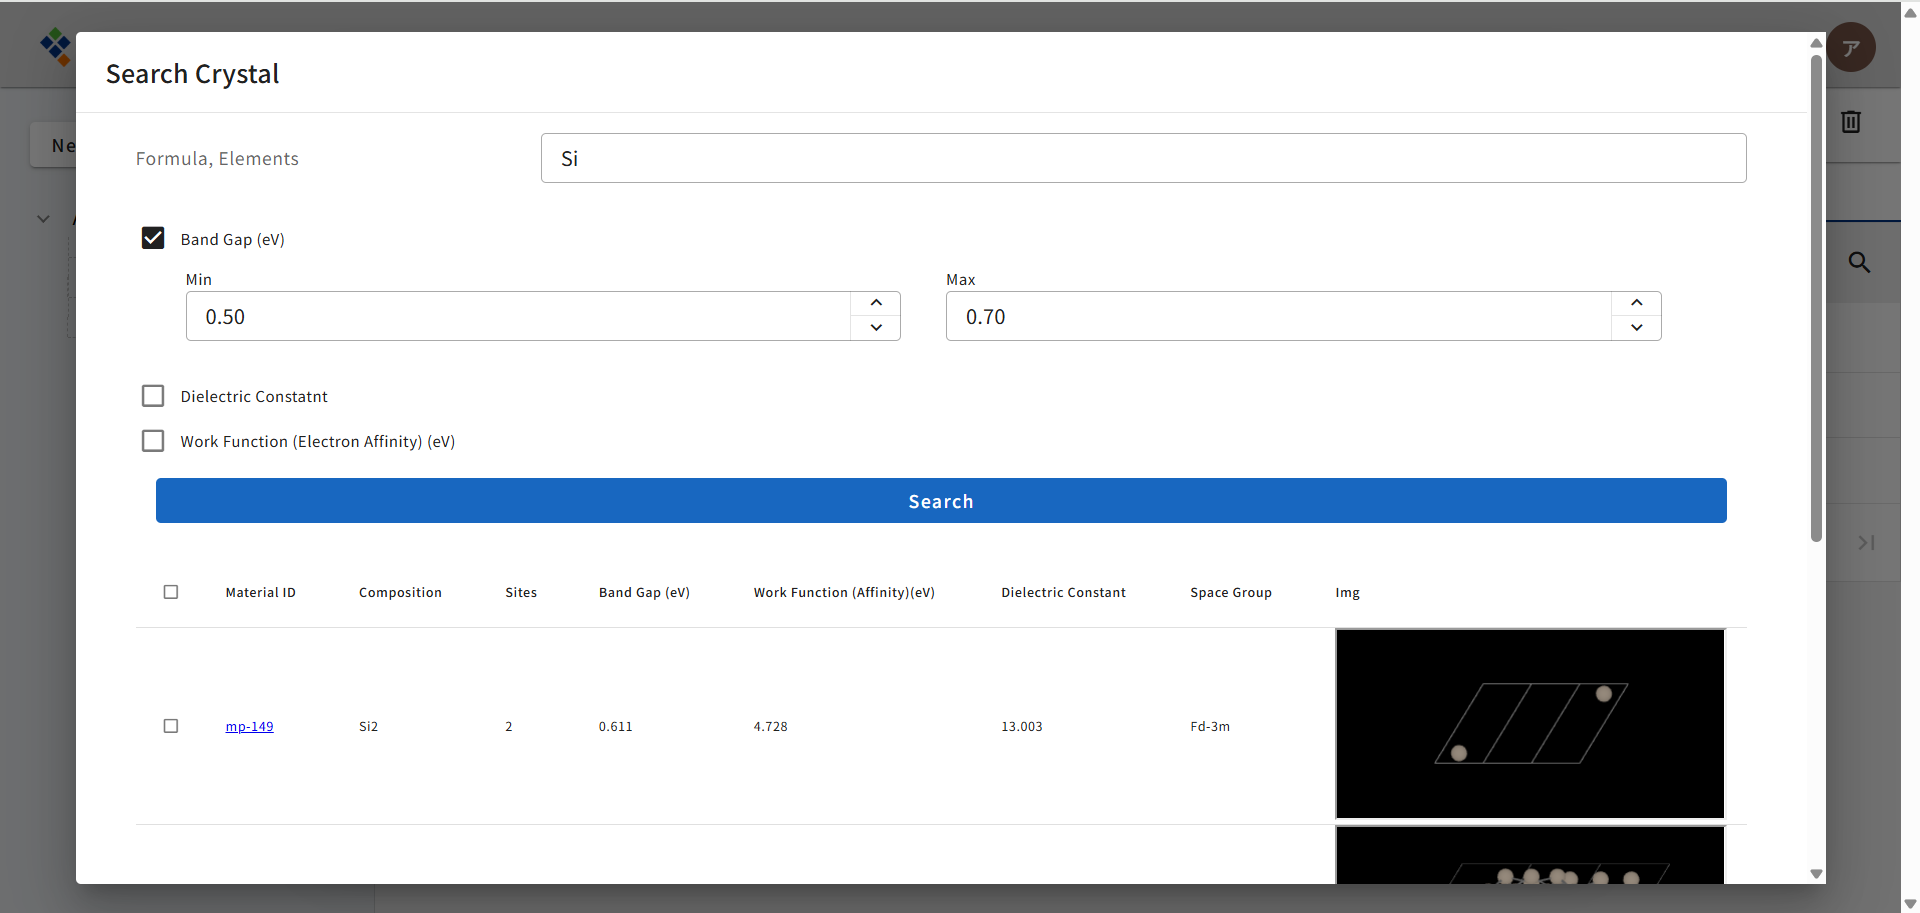 ア
Search Crystal
Formula, Elements
Si
Ne
Band Gap (eV)
Min
Max
0.50
0.70
Dielectric Constatnt
Work Function (Electron Affinity) (eV)
Search
Material ID Composition Sites Band Gap (eV) Work Function (Affinity)(eV) Dielectric Constant Space Group Img
mp-149 Si2 2 0.611 4.728 13.003 Fd-3m